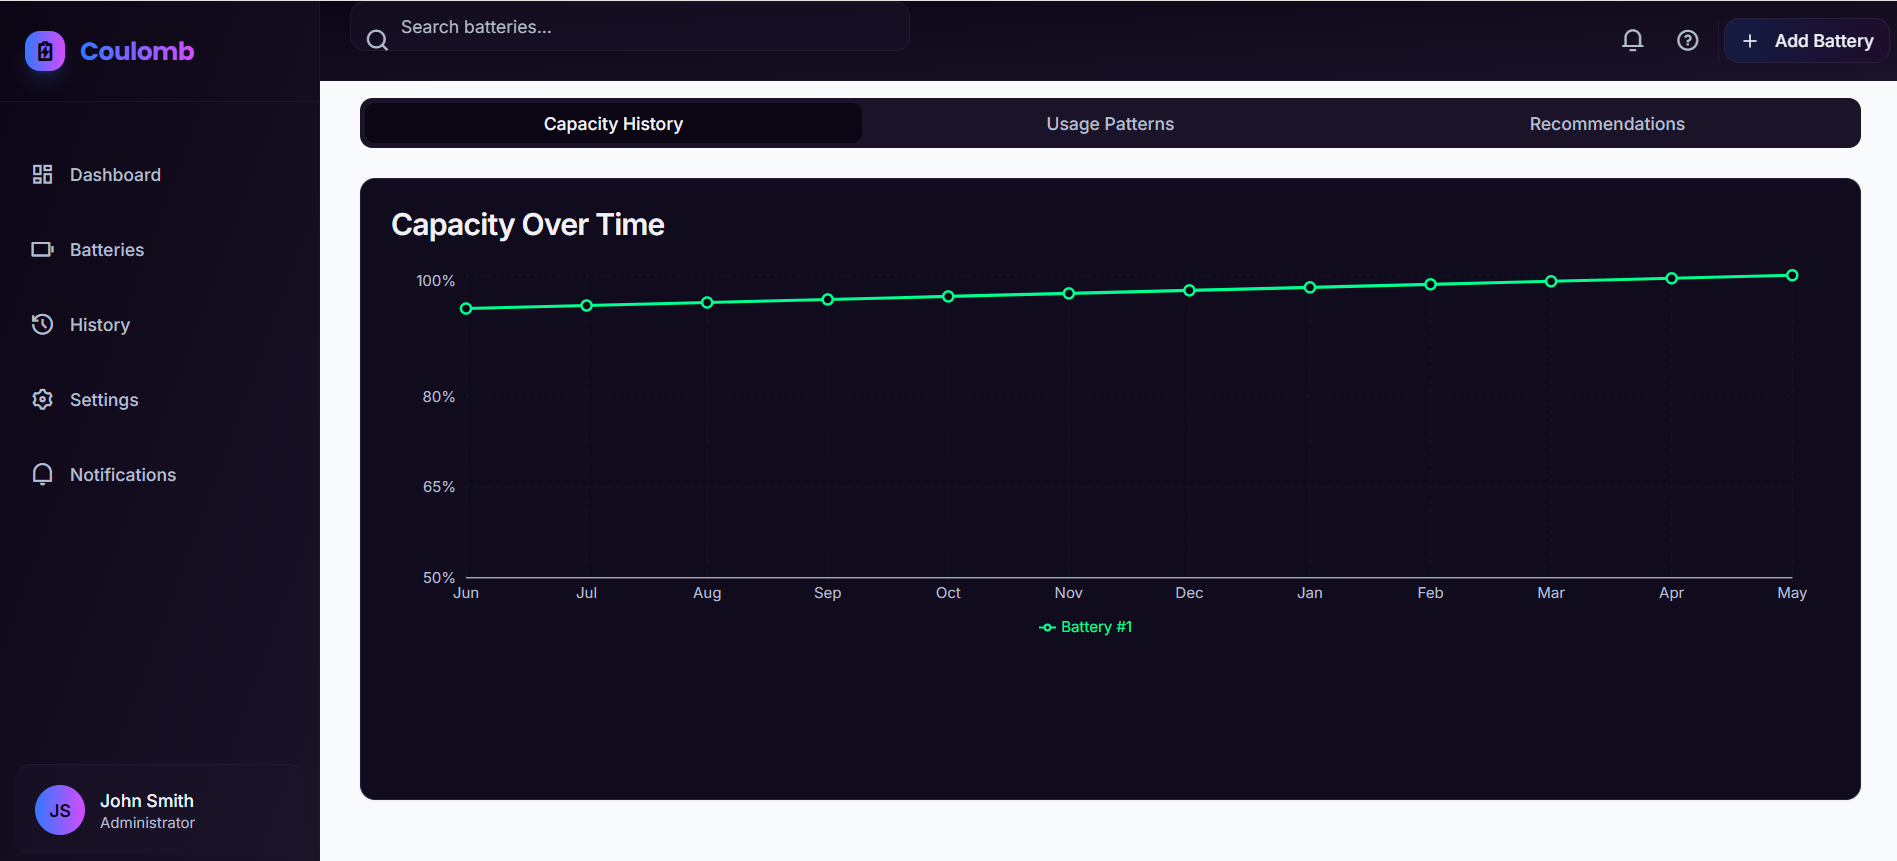 Coulomb
Search batteries...
Add Battery
Dashboard
Batteries
History
Settings
Notifications
John Smith
JS
Administrator
Capacity History
Usage Patterns
Recommendations
Capacity Over Time
100%
80%
65%
50%
Jun Jul Aug Sep Oct Nov Dec Jan Feb Mar Apr May
Battery #1